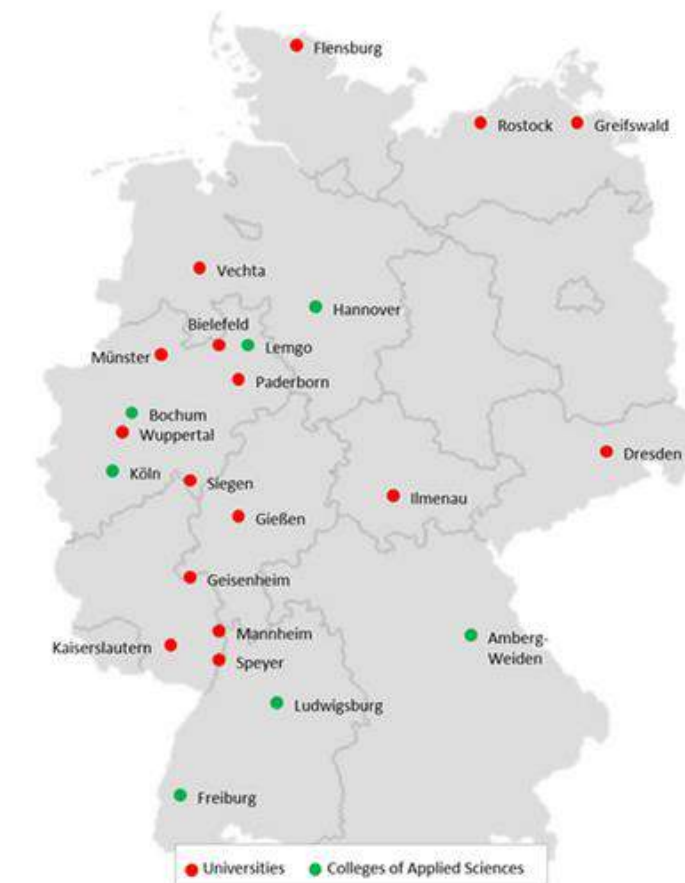 Flensburg
Rostock
Greifswald
Vechta
Hannover
Bielefeld
Lemgo
Münster
Paderborn
Bochum
Wuppertal
Dresden
Köln
Siegen
Ilmenau
Gießen
Geisenheim
Mannheim
Kaiserslautern
Amberg-
Weiden
Speyer
Ludwigsburg
Freiburg
Universities
Colleges of Applied Sciences